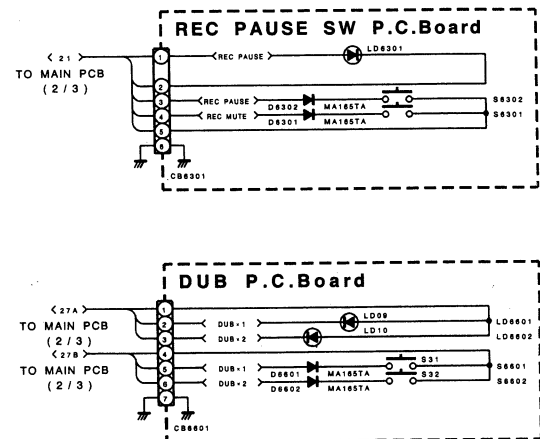 REC PAUSE SW P.C.Board
< 21 >
TO MAIN PCB
(2/3)
1
< REC PAUSE >
LD6301
2
3
< REC PAUSE >
D6302
MA165TA
S6302
4
< REC MUTE >
D6301
MA165TA
S6301
5
6
CB6301
DUB P.C.Board
< 27A >
TO MAIN PCB
(2/3)
< 27B >
TO MAIN PCB
(2/3)
1
2
< DUB×1 >
LD09
LD6601
3
< DUB×2 >
LD10
LD6602
4
5
< DUB×1 >
D6601
MA165TA
S31
S6601
6
< DUB×2 >
D6602
MA165TA
S32
S6602
7
CB6601